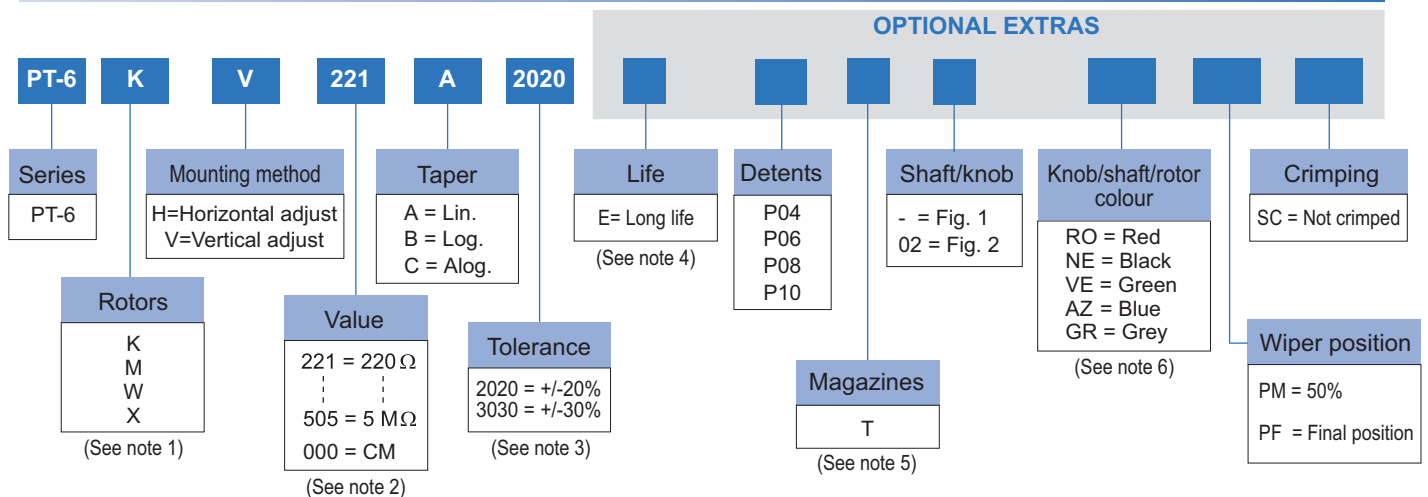 OPTIONAL EXTRAS
PT-6 K V 221 A 2020
Series
PT-6
Rotors
K
M
W
X
(See note 1)
Mounting method
H=Horizontal adjust
V=Vertical adjust
Value
221 = 220 Ω
505 = 5 MΩ
000 = CM
(See note 2)
Taper
A = Lin.
B = Log.
C = Alog.
Tolerance
2020 = +/-20%
3030 = +/-30%
(See note 3)
Life
E= Long life
(See note 4)
Detents
P04
P06
P08
P10
Magazines
T
(See note 5)
Shaft/knob
- = Fig. 1
02 = Fig. 2
Knob/shaft/rotor
colour
RO = Red
NE = Black
VE = Green
AZ = Blue
GR = Grey
(See note 6)
Wiper position
PM = 50%
PF = Final position
Crimping
SC = Not crimped